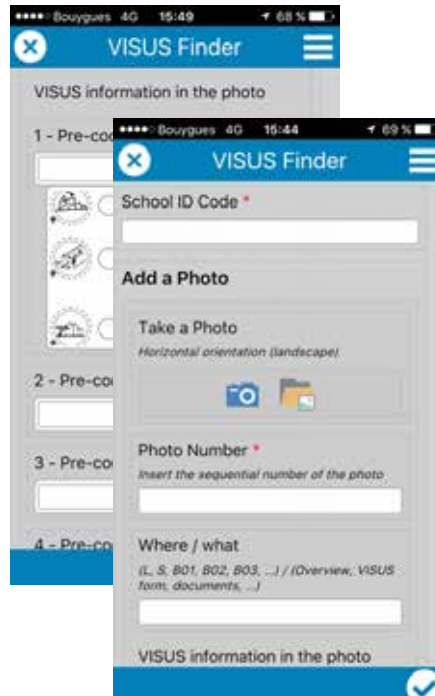 Bouygues 4G 15:49 68 %
VISUS Finder
VISUS information in the photo
1 - Pre-co
2 - Pre-co
3 - Pre-co
4 - Pre-co
Bouygues 4G 15:44 69 %
VISUS Finder
School ID Code *
Add a Photo
Take a Photo
Horizontal orientation (landscape)
Photo Number *
Insert the sequential number of the photo
Where / what
(L, S, B01, B02, B03, ...) / (Overview, VISUS
form, documents, ...)
VISUS information in the photo